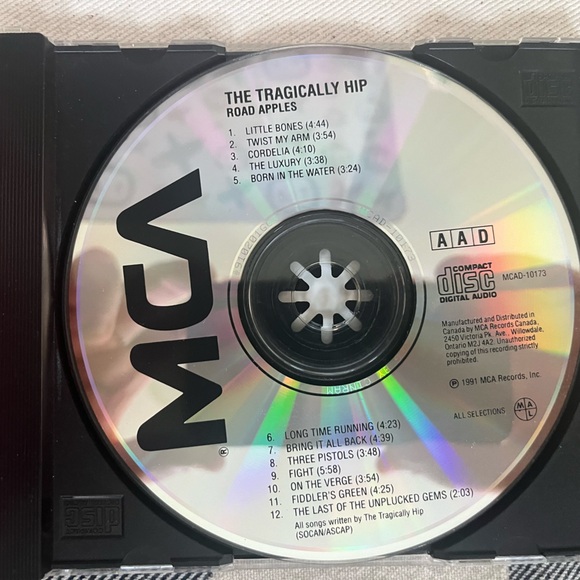 THE TRAGICALLY HIP
ROAD APPLES
1. LITTLE BONES (4:44)
2. TWIST MY ARM (3:54)
3. CORDELIA (4:10)
4. THE LUXURY (3:38)
5. BORN IN THE WATER (3:24)
MCA
®
AAD
COMPACT
disc
DIGITAL AUDIO
MCAD-10173
Manufactured and Distributed in
Canada by MCA Records Canada,
2450 Victoria Pk. Ave., Willowdale,
Ontario M2J 4A2. Unauthorized
copying of this recording strictly
prohibited.
℗ 1991 MCA Records, Inc.
ALL SELECTIONS
6. LONG TIME RUNNING (4:23)
7. BRING IT ALL BACK (4:39)
8. THREE PISTOLS (3:48)
9. FIGHT (5:58)
10. ON THE VERGE (3:54)
11. FIDDLER'S GREEN (4:25)
12. THE LAST OF THE UNPLUCKED GEMS (2:03)
All songs written by The Tragically Hip
(SOCAN/ASCAP)
disc